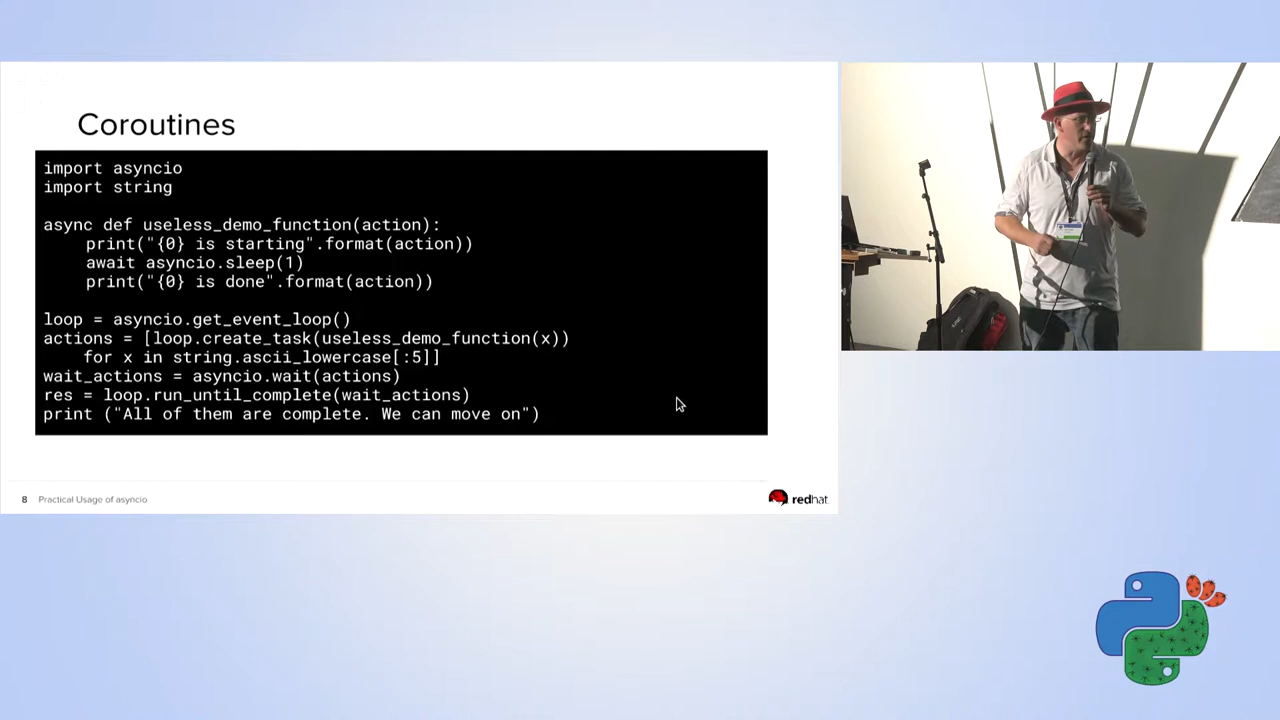 Coroutines
import asyncio
import string
async def useless_demo_function(action):
    print("{0} is starting".format(action))
    await asyncio.sleep(1)
    print("{0} is done".format(action))
loop = asyncio.get_event_loop()
actions = [loop.create_task(useless_demo_function(x))
    for x in string.ascii_lowercase[:5]]
wait_actions = asyncio.wait(actions)
res = loop.run_until_complete(wait_actions)
print ("All of them are complete. We can move on")
8 Practical Usage of asyncio
redhat.